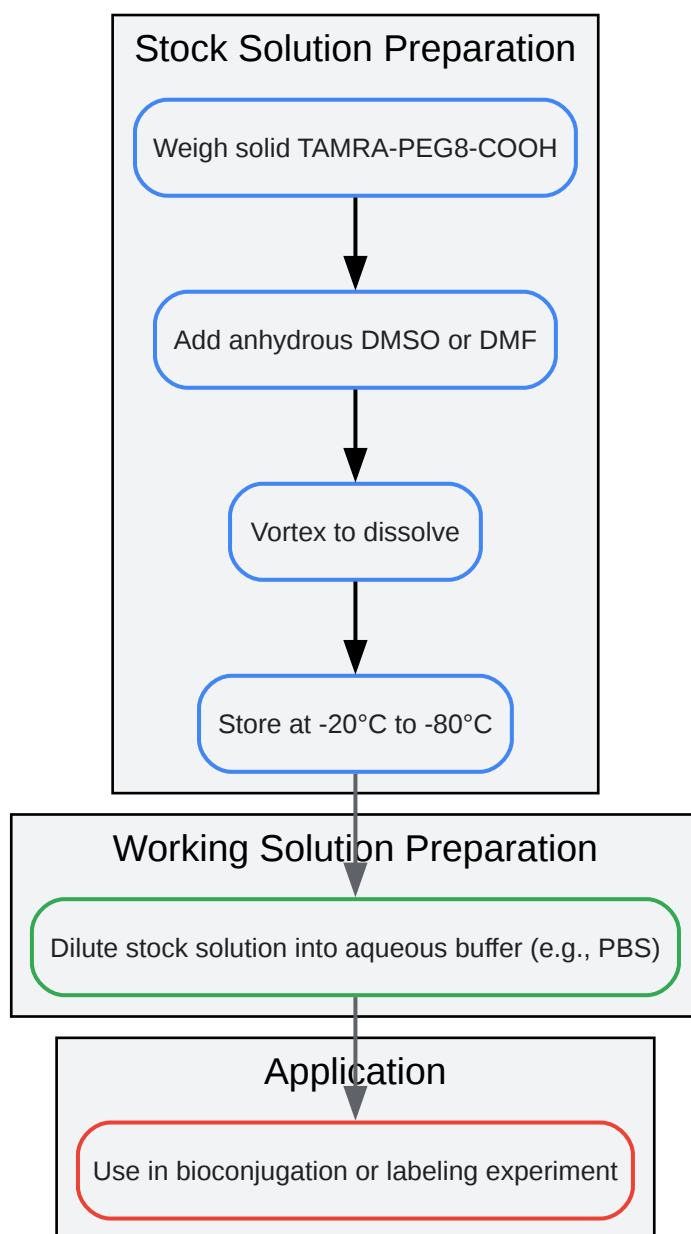 Stock Solution Preparation
Weigh solid TAMRA-PEG8-COOH
Add anhydrous DMSO or DMF
Vortex to dissolve
Store at -20°C to -80°C
Working Solution Preparation
Dilute stock solution into aqueous buffer (e.g., PBS)
Application
Use in bioconjugation or labeling experiment